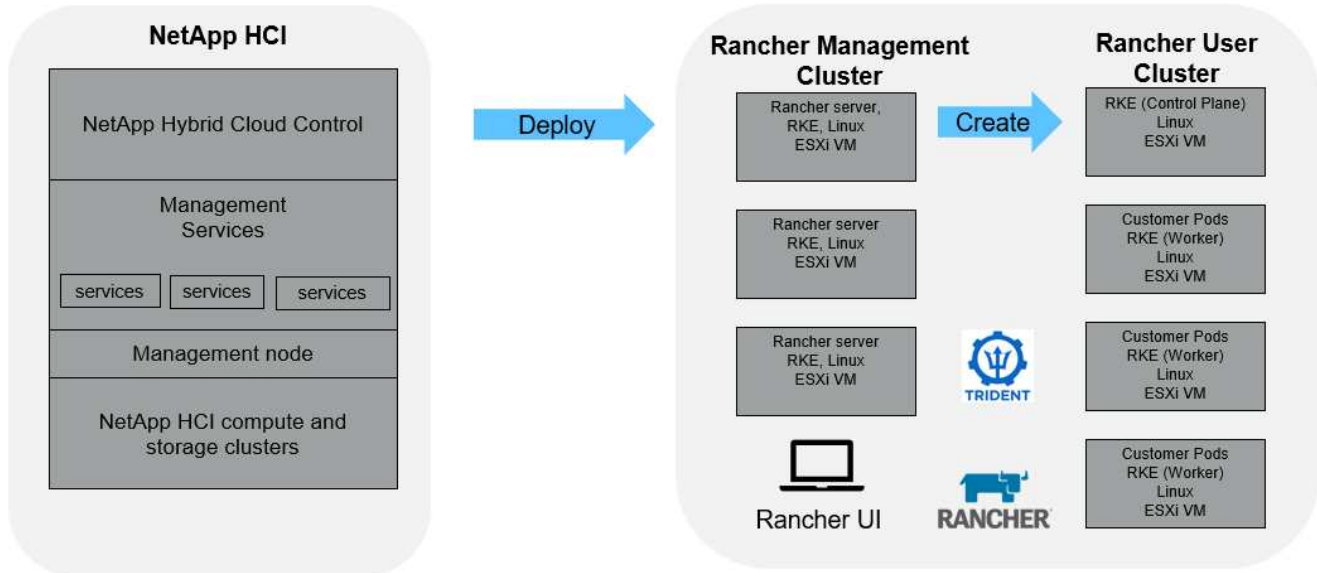 NetApp HCI
NetApp Hybrid Cloud Control
Management
Services
services
services
services
Management node
NetApp HCI compute and
storage clusters
Deploy
Rancher Management
Cluster
Rancher server,
RKE, Linux
ESXi VM
Rancher server
RKE, Linux
ESXi VM
Rancher server
RKE, Linux
ESXi VM
Rancher UI
Create
TRIDENT
RANCHER
Rancher User
Cluster
RKE (Control Plane)
Linux
ESXi VM
Customer Pods
RKE (Worker)
Linux
ESXi VM
Customer Pods
RKE (Worker)
Linux
ESXi VM
Customer Pods
RKE (Worker)
Linux
ESXi VM